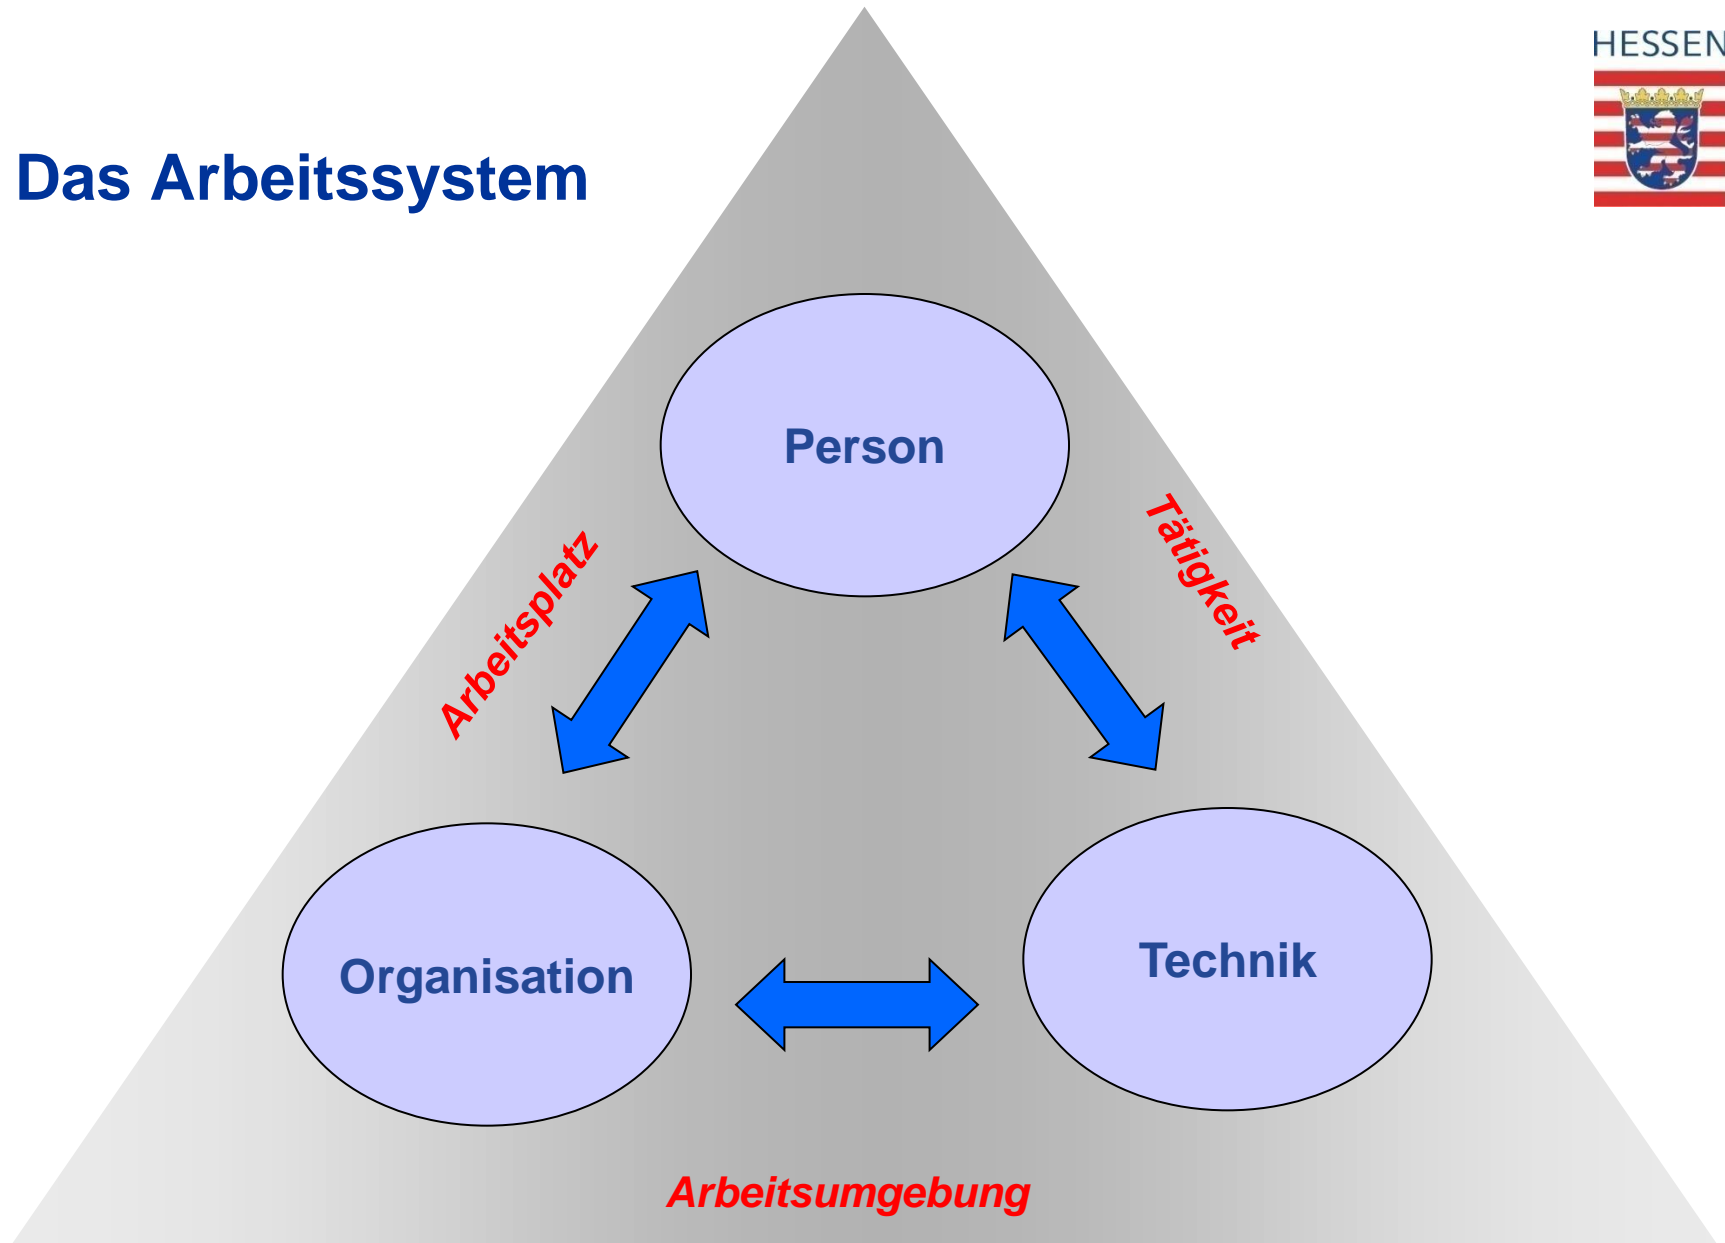 HESSEN
Das Arbeitssystem
Person
Tätigkeit
Arbeitsplatz
Organisation
Technik
Arbeitsumgebung